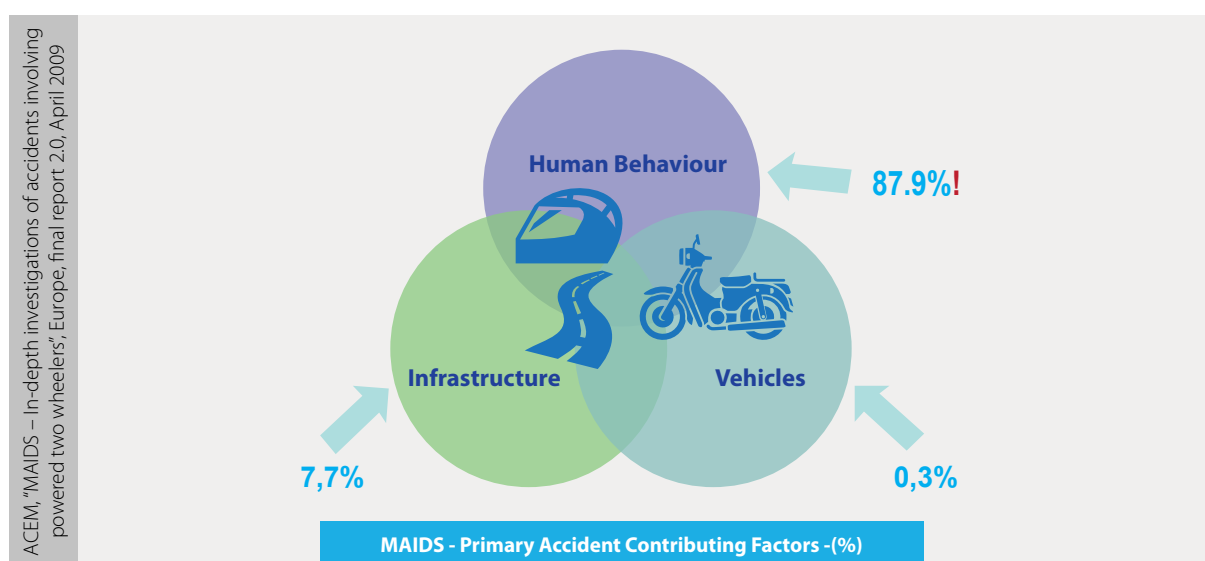 ACEM, "MAIDS – In-depth investigations of accidents involving
powered two wheelers", Europe, final report 2.0, April 2009
Human Behaviour
87.9%!
Infrastructure
Vehicles
7,7%
0,3%
MAIDS - Primary Accident Contributing Factors -(%)